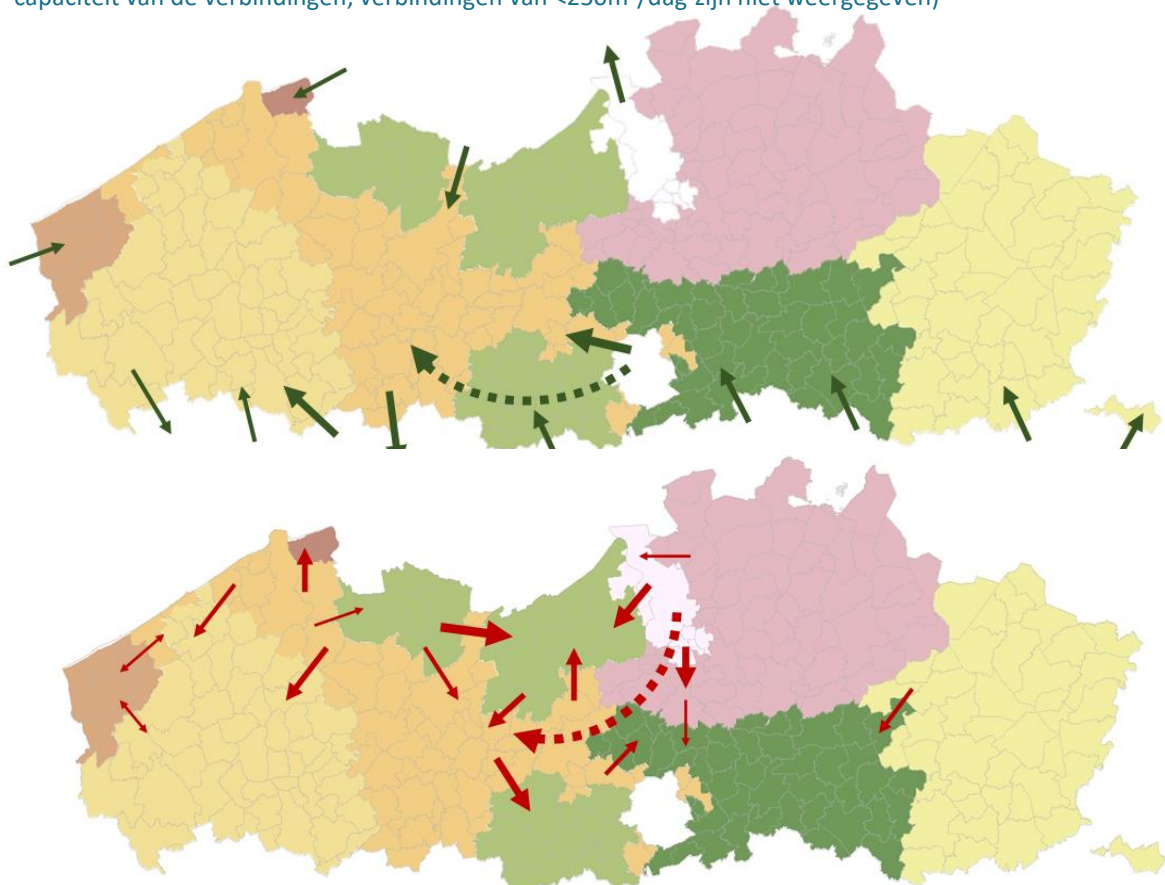 capaciteit van de verbindingen; verbindingen van <250m³/dag zijn niet weergegeven)